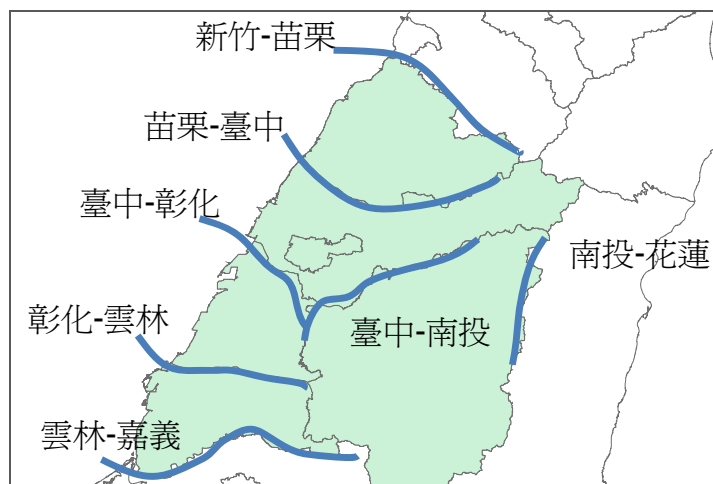 新竹-苗栗
苗栗-臺中
臺中-彰化
南投-花蓮
彰化-雲林
臺中-南投
雲林-嘉義